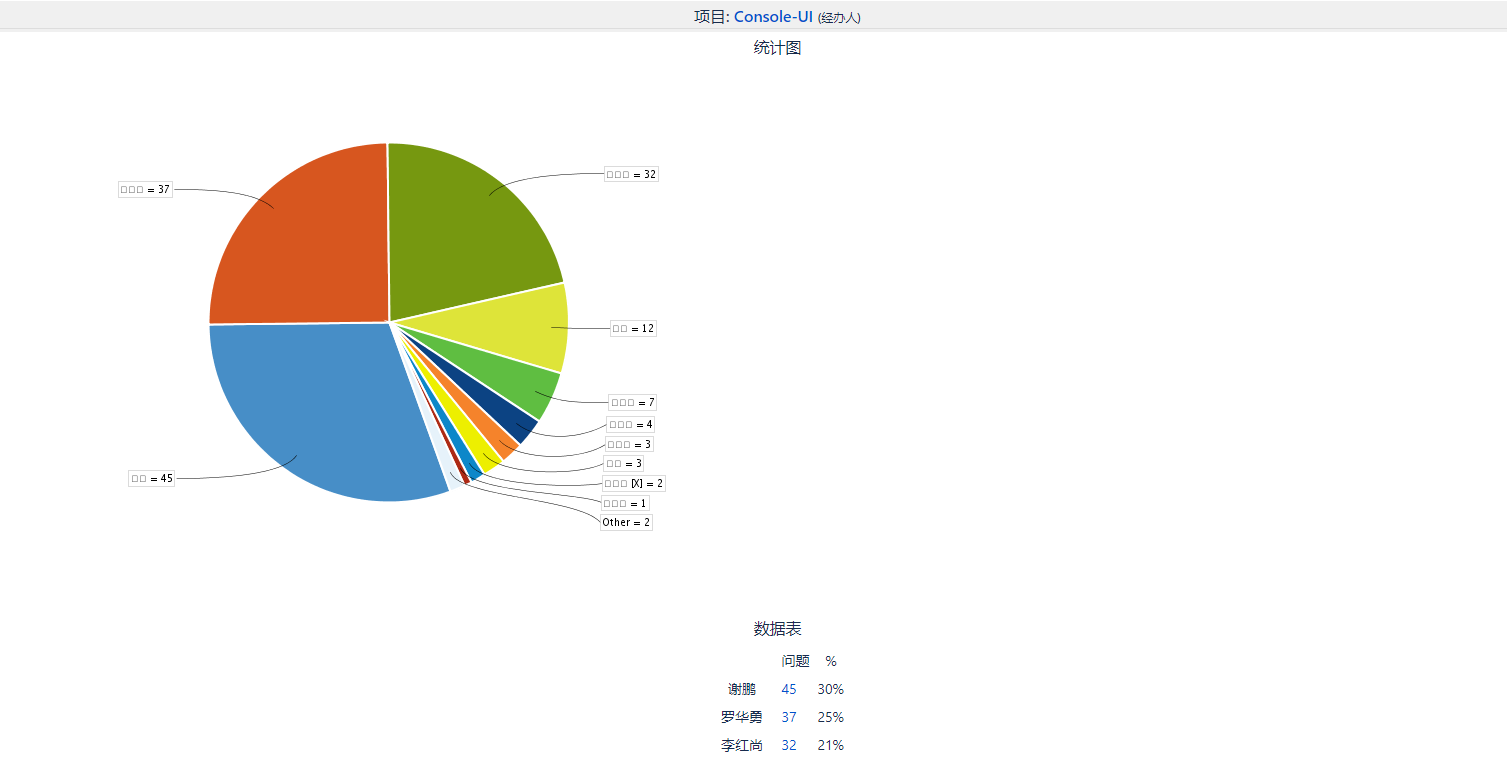 项目: Console-UI (经办人)
统计图
□□□ = 32
□□□ = 37
□□ = 12
□□□ = 7
□□□ = 4
□□□ = 3
□□ = 3
□□ = 45
□□□ [X] = 2
□□□ = 1
Other = 2
数据表
问题 %
谢鹏 45 30%
罗华勇 37 25%
李红尚 32 21%